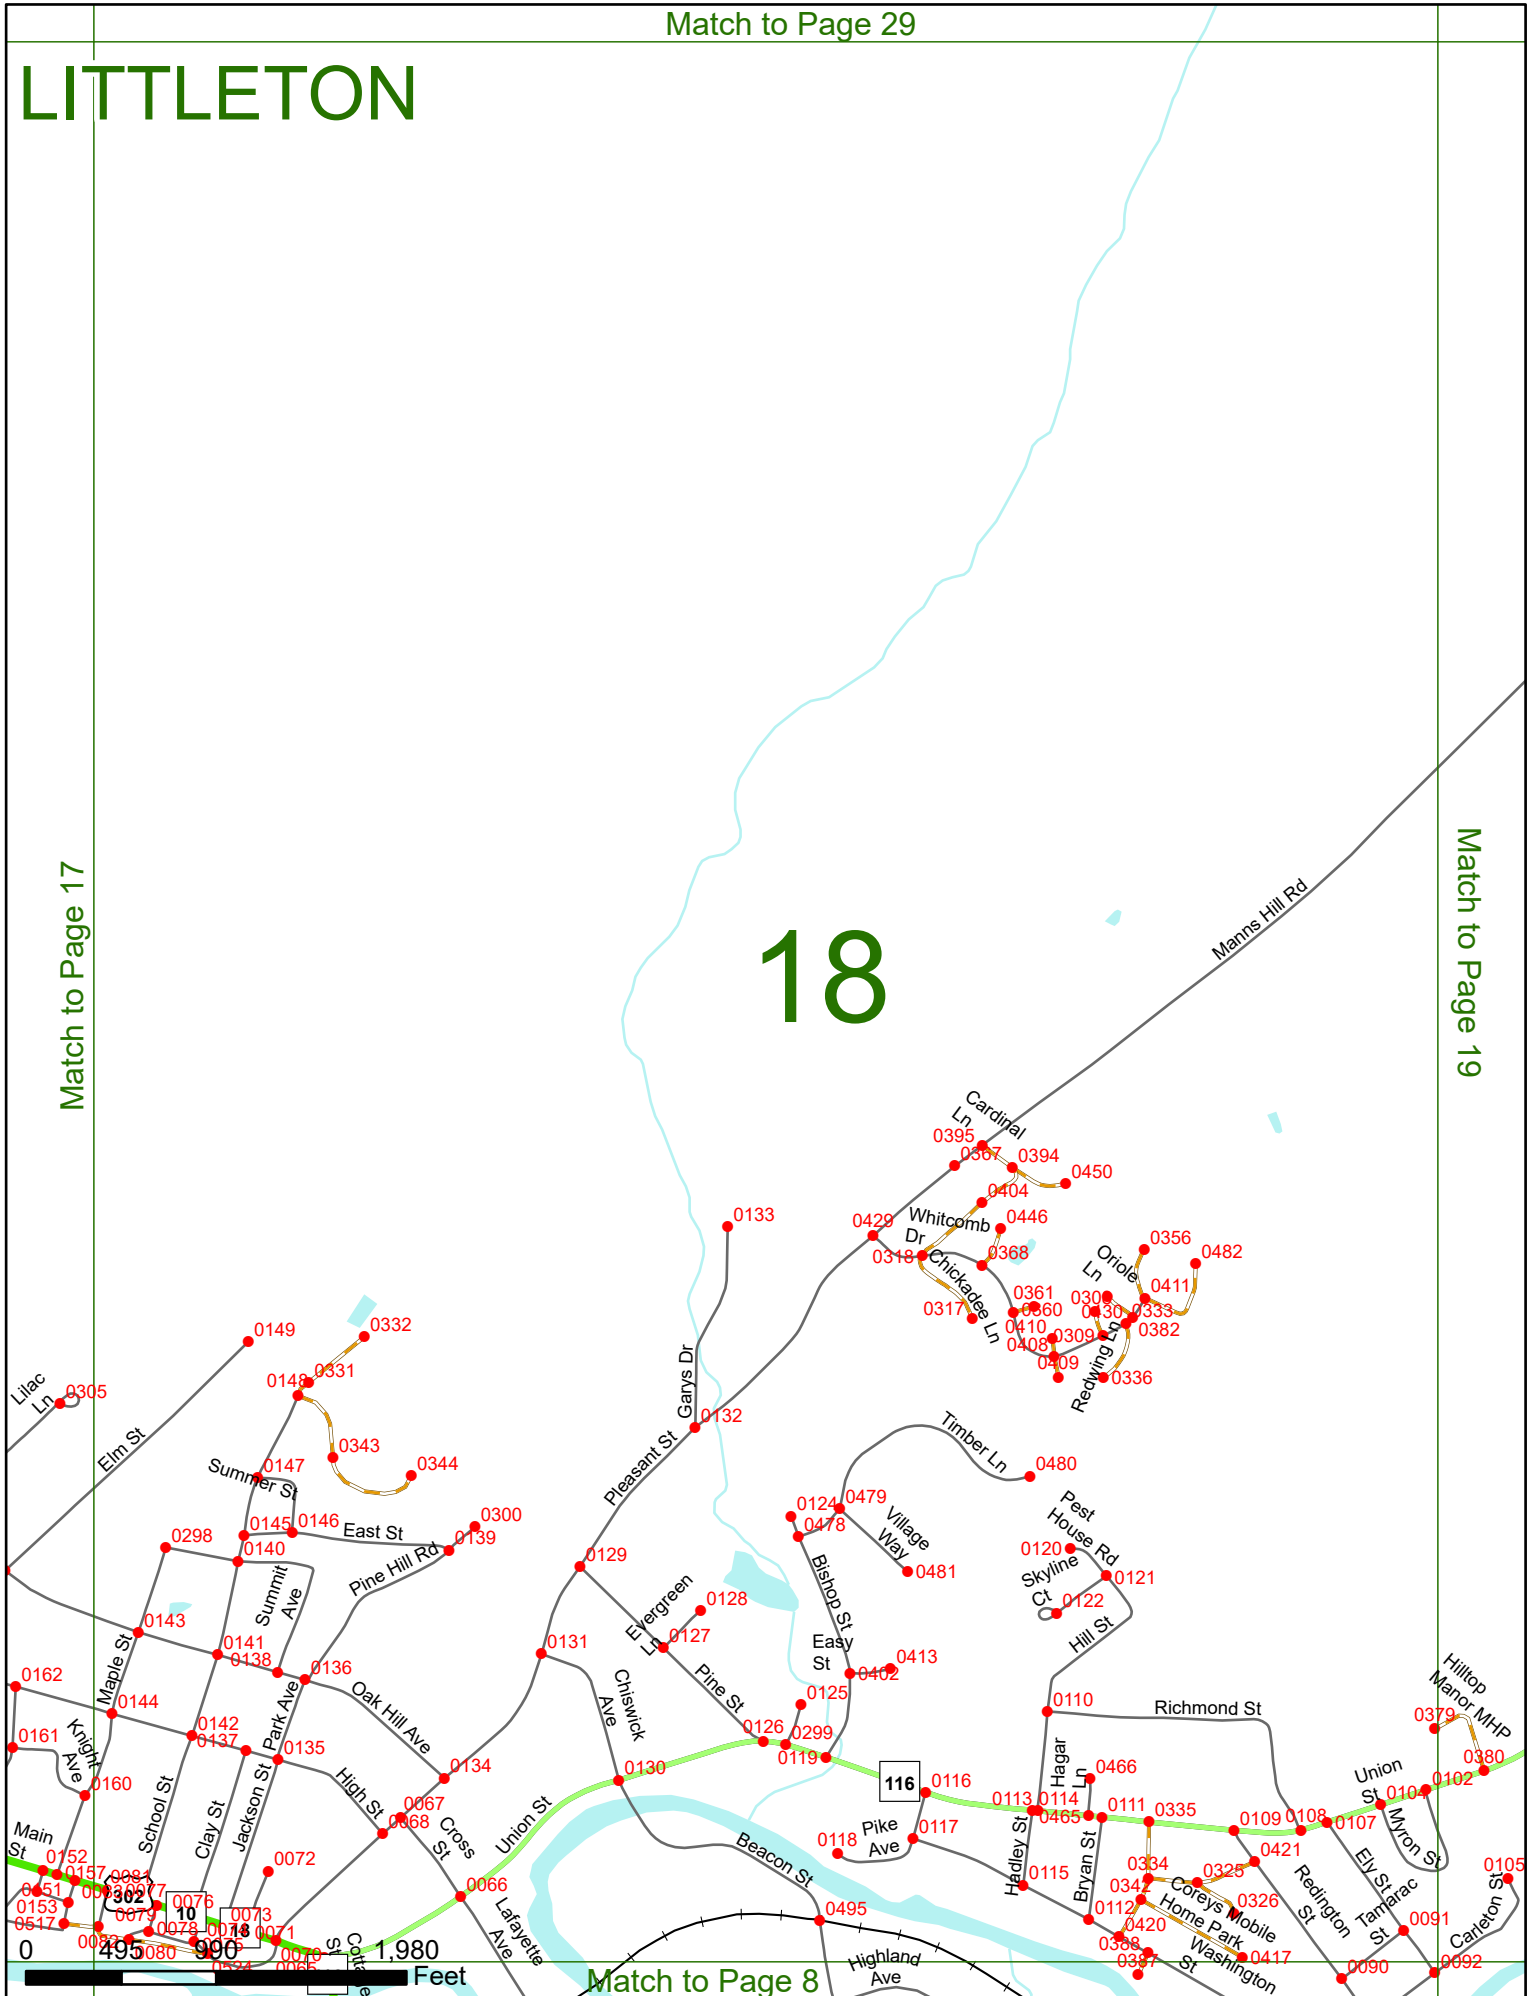 Match to Page 29
LITTLETON
Match to Page 17
18
Match to Page 19
Manns Hill Rd
Cardinal
Ln
0395
0367
0394
0450
0404
0133
0429
Whitcomb
Dr
0446
0318
0368
Chickadee Ln
0317
0361
0360
0410
0408
0409
0309
0430
0333
0382
0336
Oriole
Ln
0356
0482
0411
Redwing Ln
0149
0332
0331
0148
Lilac
Ln
0305
Elm St
0343
0344
0147
Summer St
Garys Dr
0132
Pleasant St
Timber Ln
0480
0124
0479
0478
Village
Way
0481
Pest
House Rd
0120
Skyline
Ct
0121
0122
Hill St
0145
0146
East St
0300
0139
0298
0140
Pine Hill Rd
Summit
Ave
0129
Evergreen
Ln
0128
0127
Bishop St
Easy
St
0413
0402
0143
0141
0138
0136
0131
Maple St
0162
0144
Park Ave
Oak Hill Ave
Chiswick
Ave
Pine St
0125
0126
0299
0119
0110
Richmond St
Hilltop
Manor MHP
0379
0380
0161
Knight
Ave
0142
0137
0135
0134
0130
116
0116
Hagar
Ln
0466
0160
High St
0067
0068
Cross
St
Union St
0113
0114
0465
0111
0335
0109
0108
0107
Union
St
0104
0102
School St
Clay St
Jackson St
Pike
Ave
0118
0117
Hadley St
0115
Bryan St
0112
0334
0325
0421
0342
0326
Coreys Mobile
Home Park
Redington
St
Ely St
Myron St
Tamarac
St
0105
Carleton St
Main
St
0152
0157
0151
0153
0517
0081
0077
302
0076
10
0079
0078
0080
0072
0073
18
0071
0070
0066
Lafayette
Ave
Beacon St
0495
Highland
Ave
0420
0388
0387
0417
Washington
St
0091
0090
0092
0 495 990 1,980
Feet
Match to Page 8